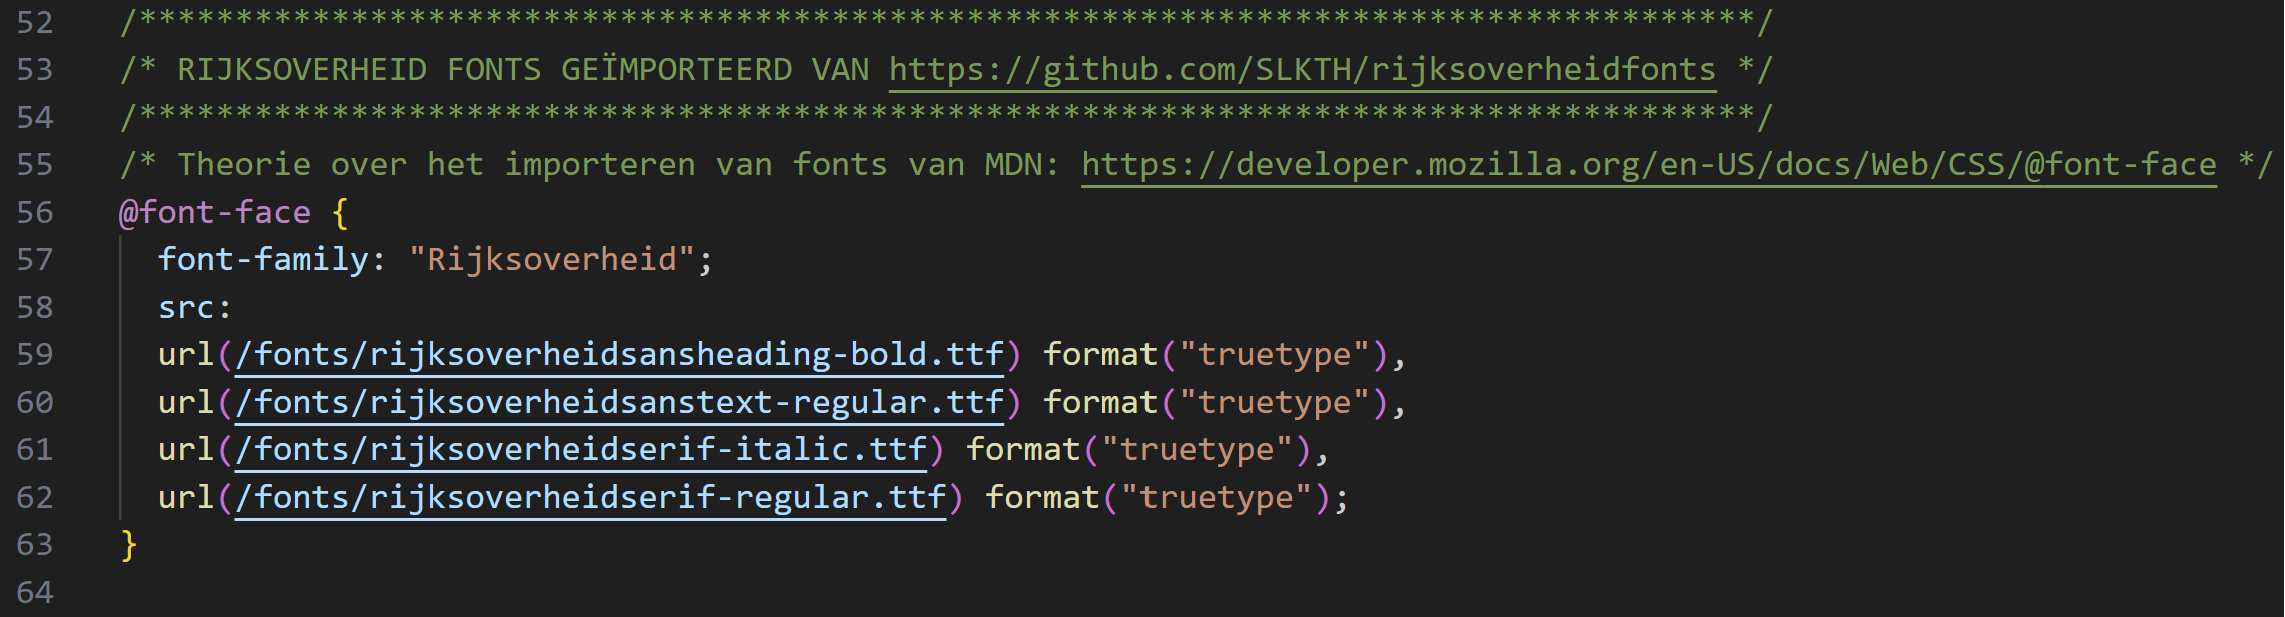 52 /************************************************************************************/
53 /* RIJKSOVERHEID FONTS GEÏMPORTEERD VAN https://github.com/SLKTH/rijksoverheidfonts */
54 /************************************************************************************/
55 /* Theorie over het importeren van fonts van MDN: https://developer.mozilla.org/en-US/docs/Web/CSS/@font-face */
56 @font-face {
57 font-family: "Rijksoverheid";
58 src:
59 url(/fonts/rijksoverheidsansheading-bold.ttf) format("truetype"),
60 url(/fonts/rijksoverheidsanstext-regular.ttf) format("truetype"),
61 url(/fonts/rijksoverheidserif-italic.ttf) format("truetype"),
62 url(/fonts/rijksoverheidserif-regular.ttf) format("truetype");
63 }
64